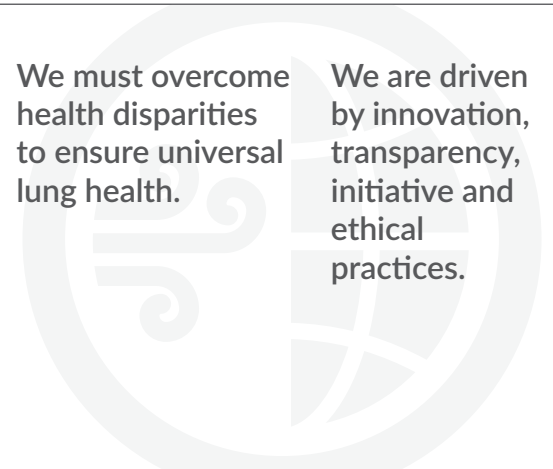 We must overcome
health disparities
to ensure universal
lung health.
We are driven
by innovation,
transparency,
initiative and
ethical
practices.